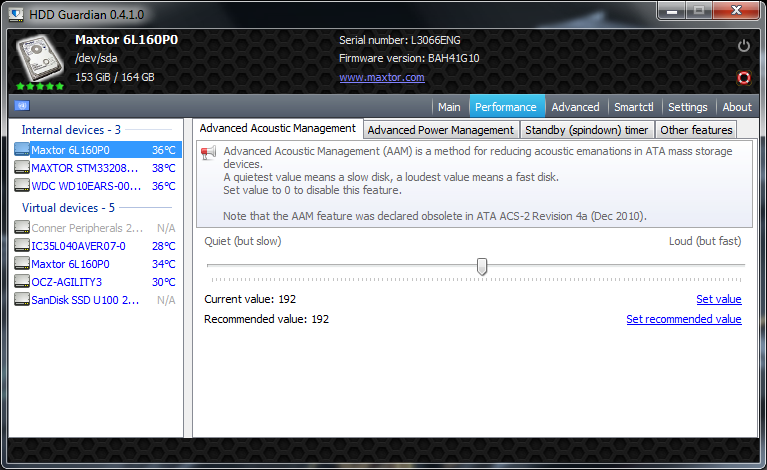 HDD Guardian 0.4.1.0
Maxtor 6L160P0
/dev/sda
153 GiB / 164 GB
Serial number: L3066ENG
Firmware version: BAH41G10
www.maxtor.com
Main Performance Advanced Smartctl Settings About
Internal devices - 3
Maxtor 6L160P0 36°C
MAXTOR STM33208... 38°C
WDC WD10EARS-00... 36°C
Virtual devices - 5
Conner Peripherals 2... N/A
IC35L040AVER07-0 28°C
Maxtor 6L160P0 34°C
OCZ-AGILITY3 30°C
SanDisk SSD U100 2... N/A
Advanced Acoustic Management Advanced Power Management Standby (spindown) timer Other features
Advanced Acoustic Management (AAM) is a method for reducing acoustic emanations in ATA mass storage
devices.
A quietest value means a slow disk, a loudest value means a fast disk.
Set value to 0 to disable this feature.
Note that the AAM feature was declared obsolete in ATA ACS-2 Revision 4a (Dec 2010).
Quiet (but slow) Loud (but fast)
Current value: 192 Set value
Recommended value: 192 Set recommended value